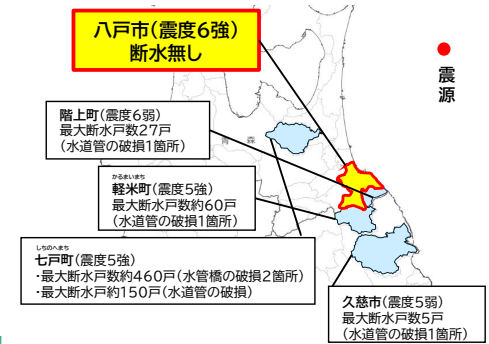 八戸市(震度6強)
断水無し
震源
階上町(震度6弱)
最大断水戸数27戸
(水道管の破損1箇所)
青 森
かるまいまち
軽米町(震度5強)
最大断水戸数約60戸
(水道管の破損1箇所)
しちのへまち
七戸町(震度5強)
・最大断水戸数約460戸(水管橋の破損2箇所)
・最大断水戸約150戸(水道管の破損)
久慈市(震度5弱)
最大断水戸数5戸
(水道管の破損1箇所)